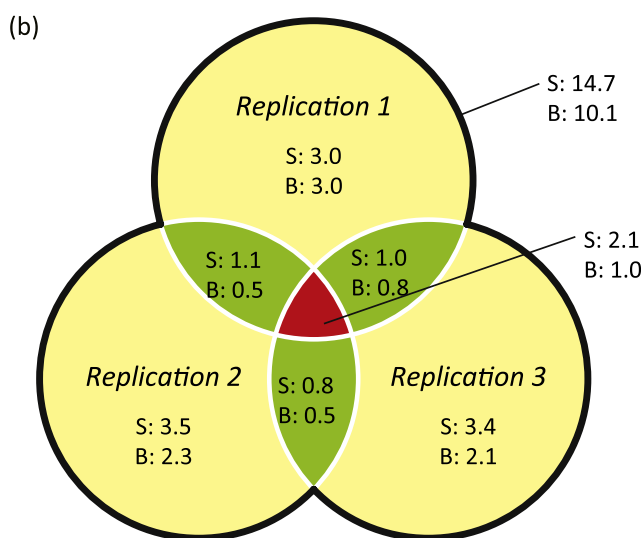 (b)
Replication 1
S: 3.0
B: 3.0
S: 14.7
B: 10.1
S: 1.1
B: 0.5
S: 1.0
B: 0.8
S: 2.1
B: 1.0
Replication 2
S: 3.5
B: 2.3
S: 0.8
B: 0.5
Replication 3
S: 3.4
B: 2.1